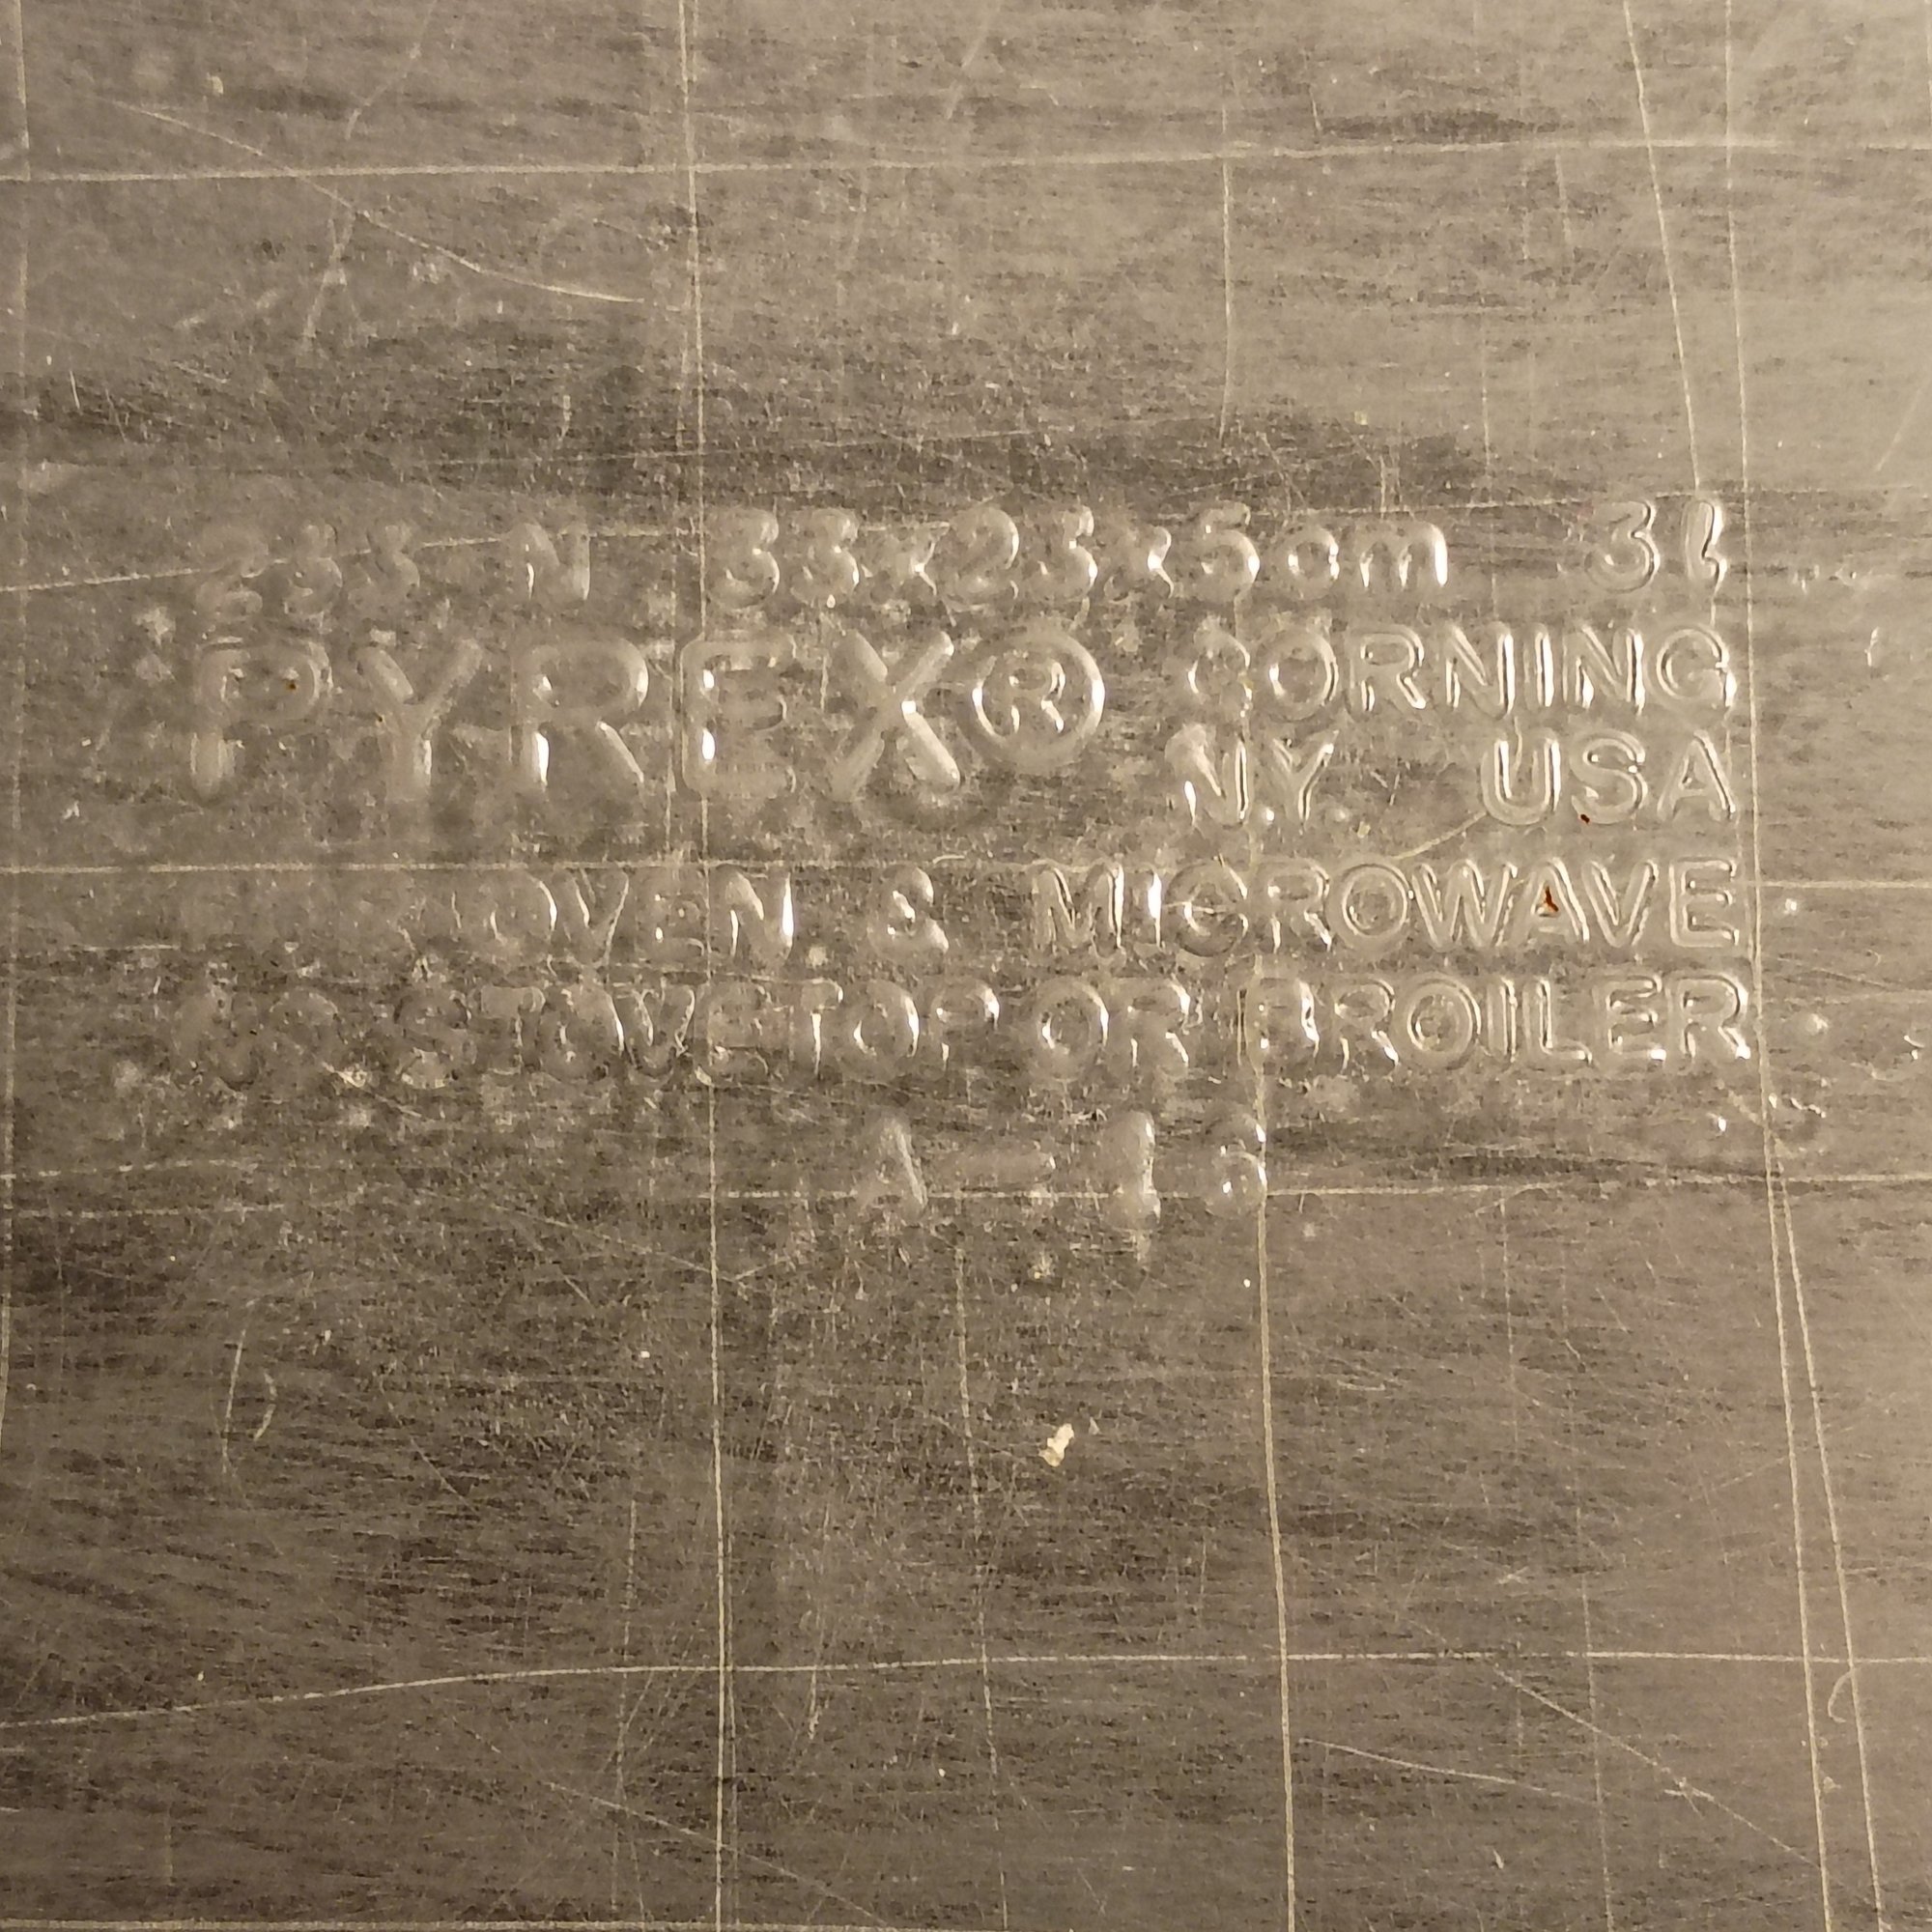 233 N 33x23x5cm 3l
PYREX® CORNING
N.Y. USA
OVEN & MICROWAVE
NO STOVETOP OR BROILER
A-16